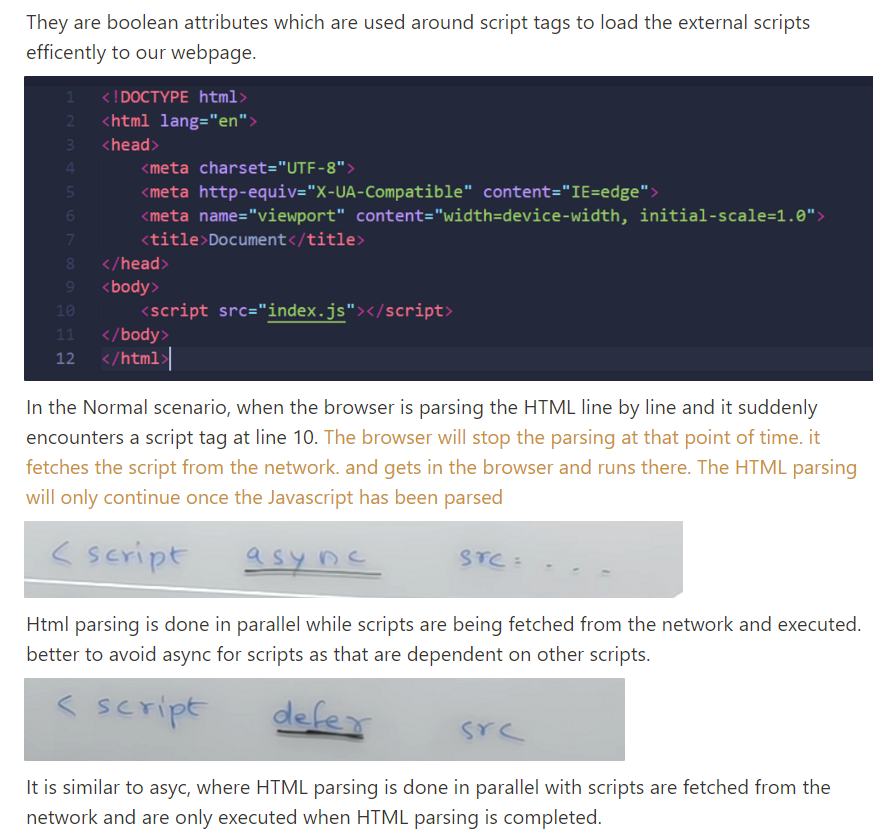 They are boolean attributes which are used around script tags to load the external scripts
efficently to our webpage.
1 <!DOCTYPE html>
2 <html lang="en">
3 <head>
4 <meta charset="UTF-8">
5 <meta http-equiv="X-UA-Compatible" content="IE=edge">
6 <meta name="viewport" content="width=device-width, initial-scale=1.0">
7 <title>Document</title>
8 </head>
9 <body>
10 <script src="index.js"></script>
11 </body>
12 </html>
In the Normal scenario, when the browser is parsing the HTML line by line and it suddenly
encounters a script tag at line 10. The browser will stop the parsing at that point of time. it
fetches the script from the network. and gets in the browser and runs there. The HTML parsing
will only continue once the Javascript has been parsed
< script async src = . . . -
Html parsing is done in parallel while scripts are being fetched from the network and executed.
better to avoid async for scripts as that are dependent on other scripts.
< script defer src
It is similar to asyc, where HTML parsing is done in parallel with scripts are fetched from the
network and are only executed when HTML parsing is completed.